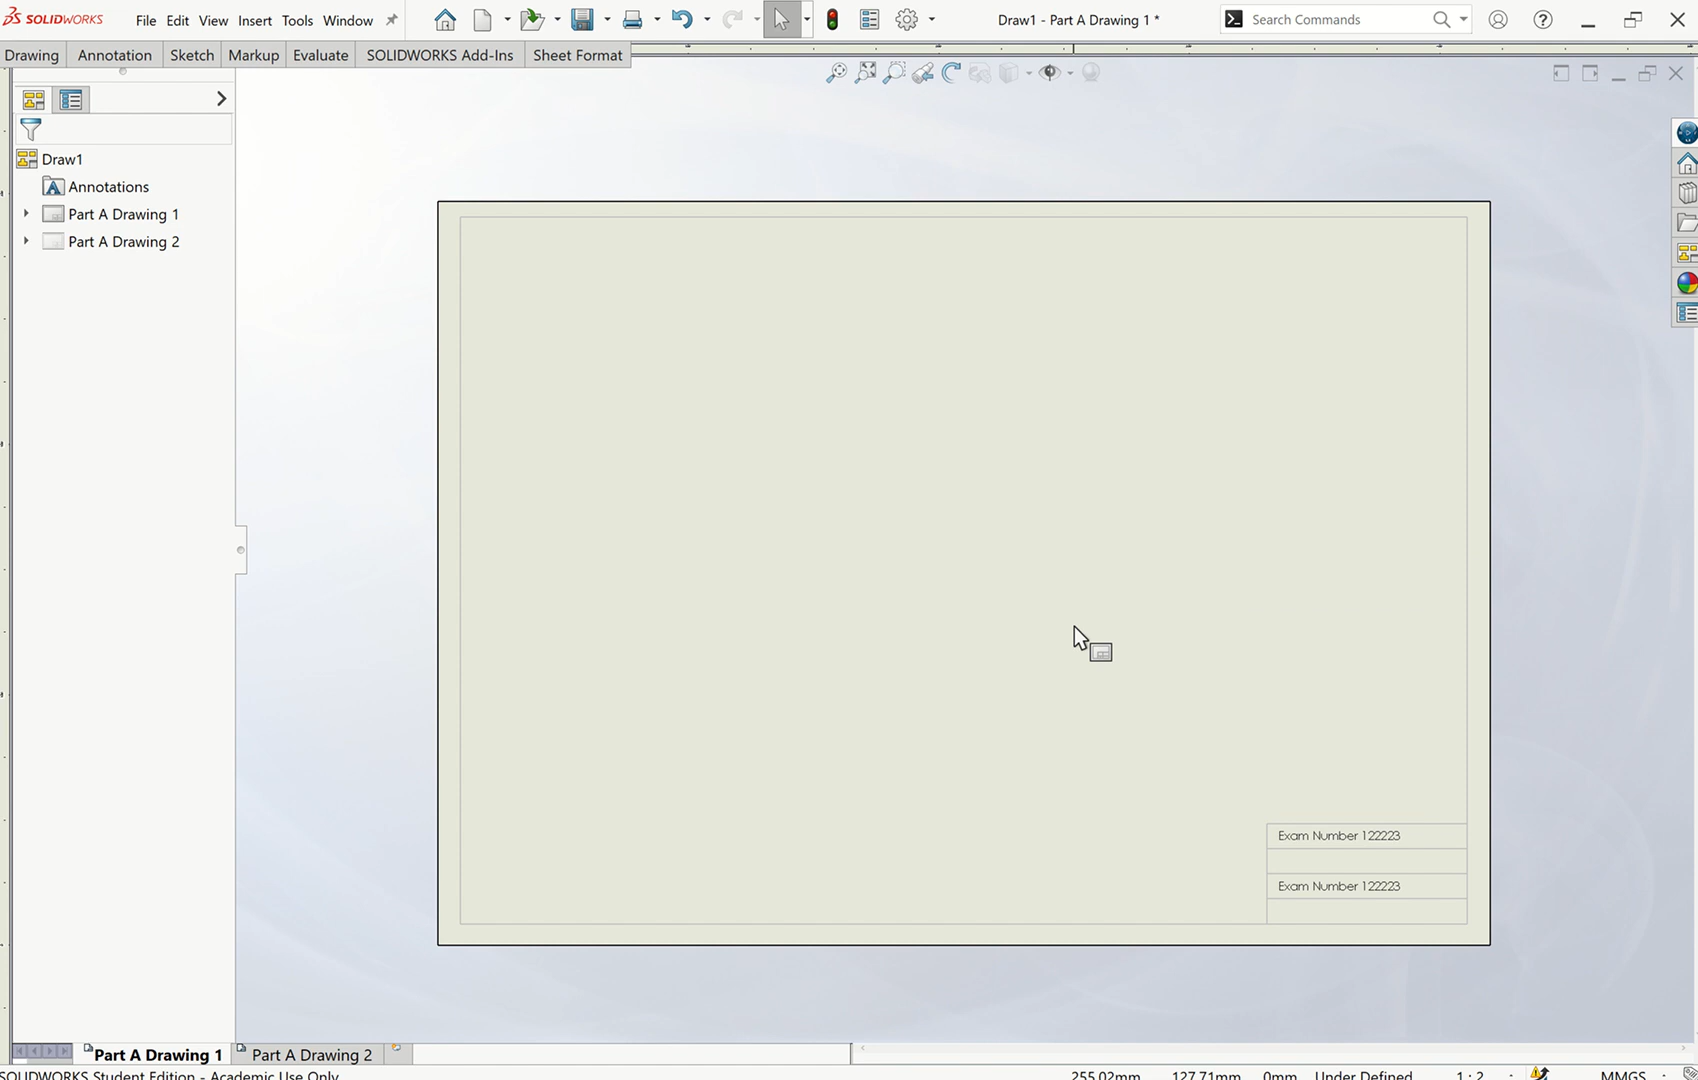 SOLIDWORKS File Edit View Insert Tools Window Draw1 - Part A Drawing 1 * Search Commands
Drawing Annotation Sketch Markup Evaluate SOLIDWORKS Add-Ins Sheet Format
Draw1
Annotations
Part A Drawing 1
Part A Drawing 2
Exam Number 122223
Exam Number 122223
Part A Drawing 1 Part A Drawing 2
SOLIDWORKS Student Edition - Academic Use Only 255.02mm 127.71mm 0mm Under Defined 1 : 2 MMGS